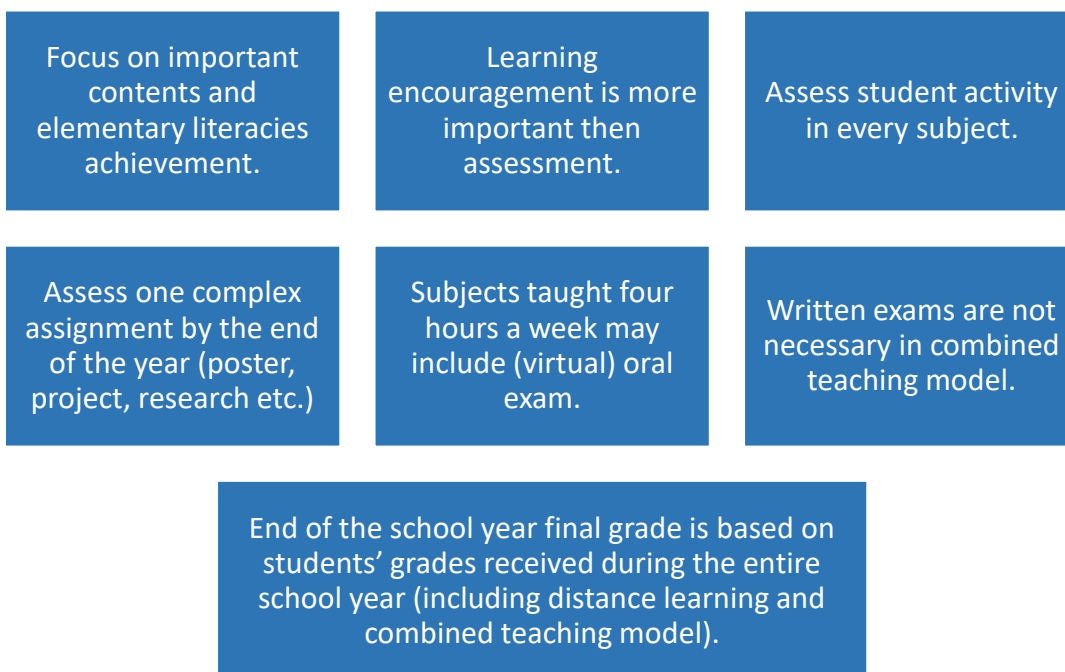 Focus on important
contents and
elementary literacies
achievement.
Learning
encouragement is more
important then
assessment.
Assess student activity
in every subject.
Assess one complex
assignment by the end
of the year (poster,
project, research etc.)
Subjects taught four
hours a week may
include (virtual) oral
exam.
Written exams are not
necessary in combined
teaching model.
End of the school year final grade is based on
students’ grades received during the entire
school year (including distance learning and
combined teaching model).